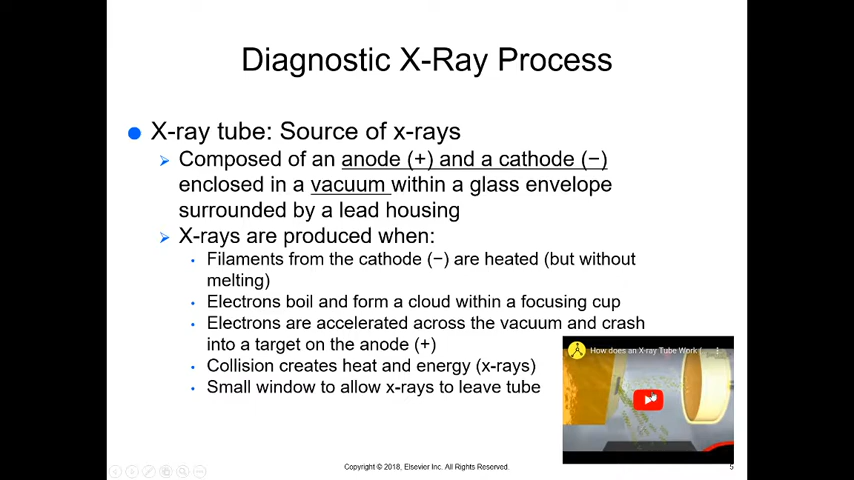 Diagnostic X-Ray Process
X-ray tube: Source of x-rays
Composed of an anode (+) and a cathode (−)
enclosed in a vacuum within a glass envelope
surrounded by a lead housing
X-rays are produced when:
Filaments from the cathode (−) are heated (but without
melting)
Electrons boil and form a cloud within a focusing cup
Electrons are accelerated across the vacuum and crash
into a target on the anode (+)
Collision creates heat and energy (x-rays)
Small window to allow x-rays to leave tube
How does an X-ray Tube Work (...
Copyright © 2018, Elsevier Inc. All Rights Reserved.
5